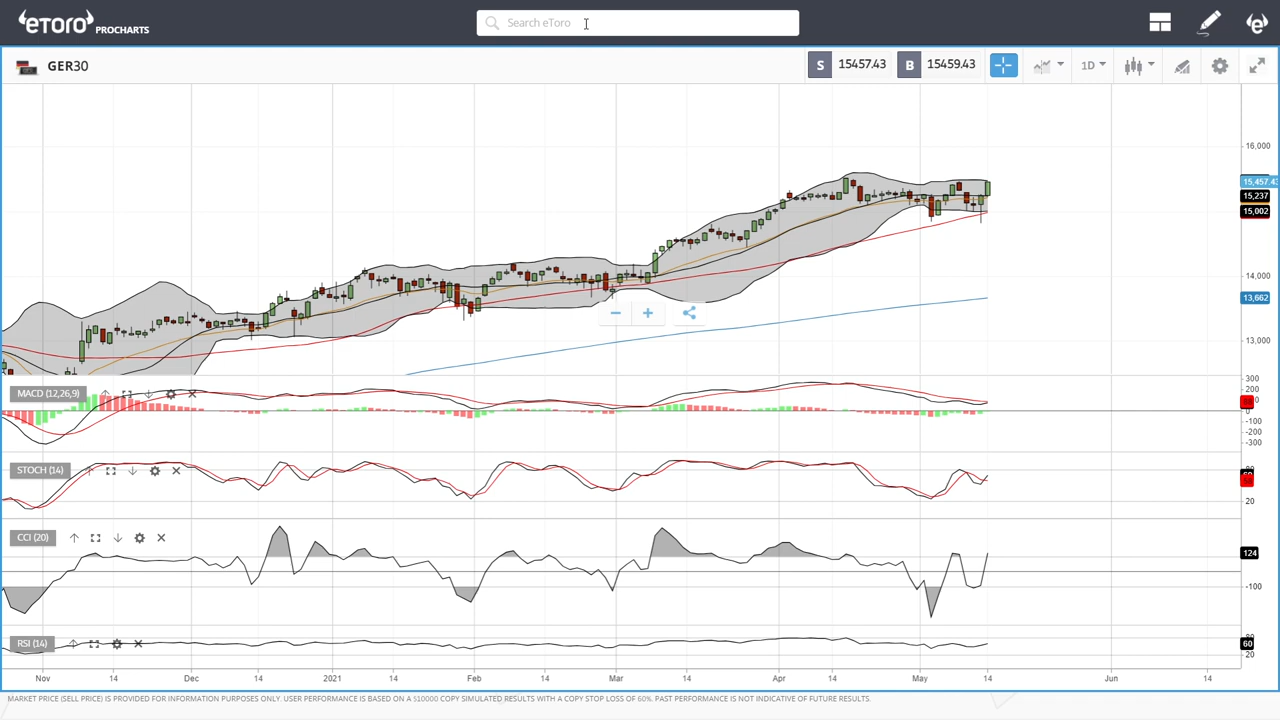 eToro PROCHARTS
Search eToro
GER30
S 15457.43 B 15459.43 1D
16,000
15,457.43
15,237
15,002
14,000
13,662
13,000
MACD (12,26,9)
300
200
0
-100
-200
-300
STOCH (14)
20
CCI (20)
124
-100
RSI (14)
60
20
Nov 14 Dec 14 2021 14 Feb 14 Mar 14 Apr 14 May 14 Jun 14
MARKET PRICE (SELL PRICE) IS PROVIDED FOR INFORMATION PURPOSES ONLY. USER PERFORMANCE IS BASED ON A $10000 COPY SIMULATED RESULTS WITH A COPY STOP LOSS OF 60%. PAST PERFORMANCE IS NOT INDICATIVE OF FUTURE RESULTS.